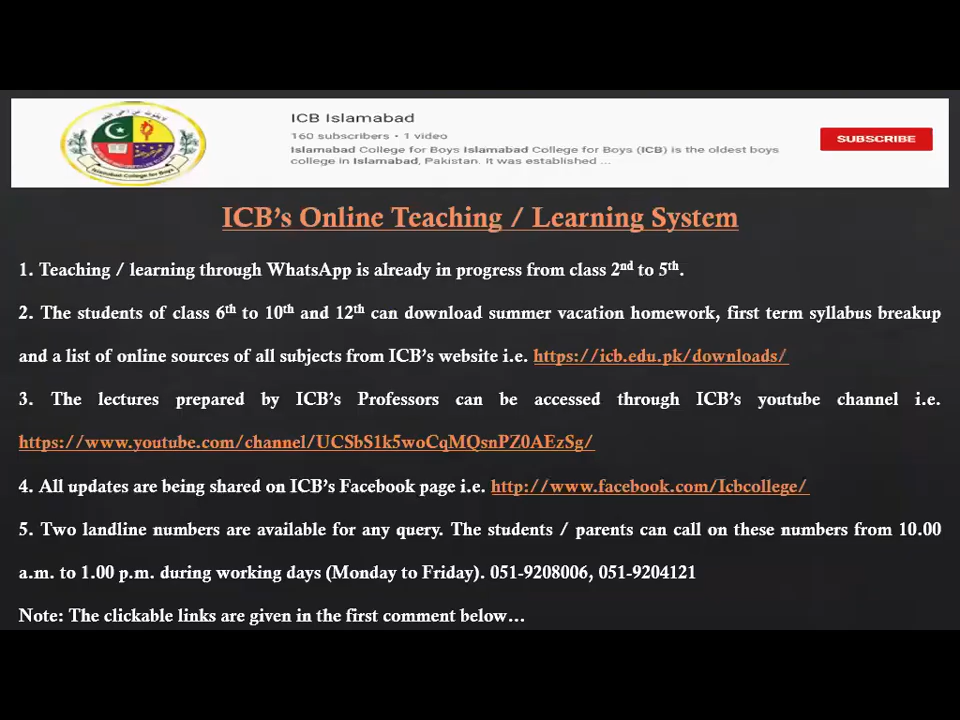 ICB Islamabad
160 subscribers • 1 video
Islamabad College for Boys Islamabad College for Boys (ICB) is the oldest boys
college in Islamabad, Pakistan. It was established ...
SUBSCRIBE
Islamabad College for Boys
ICB's Online Teaching / Learning System
1. Teaching / learning through WhatsApp is already in progress from class 2nd to 5th.
2. The students of class 6th to 10th and 12th can download summer vacation homework, first term syllabus breakup
and a list of online sources of all subjects from ICB's website i.e. https://icb.edu.pk/downloads/
3. The lectures prepared by ICB's Professors can be accessed through ICB's youtube channel i.e.
https://www.youtube.com/channel/UCSbS1k5woCqMQsnPZ0AEzSg/
4. All updates are being shared on ICB's Facebook page i.e. http://www.facebook.com/Icbcollege/
5. Two landline numbers are available for any query. The students / parents can call on these numbers from 10.00
a.m. to 1.00 p.m. during working days (Monday to Friday). 051-9208006, 051-9204121
Note: The clickable links are given in the first comment below...